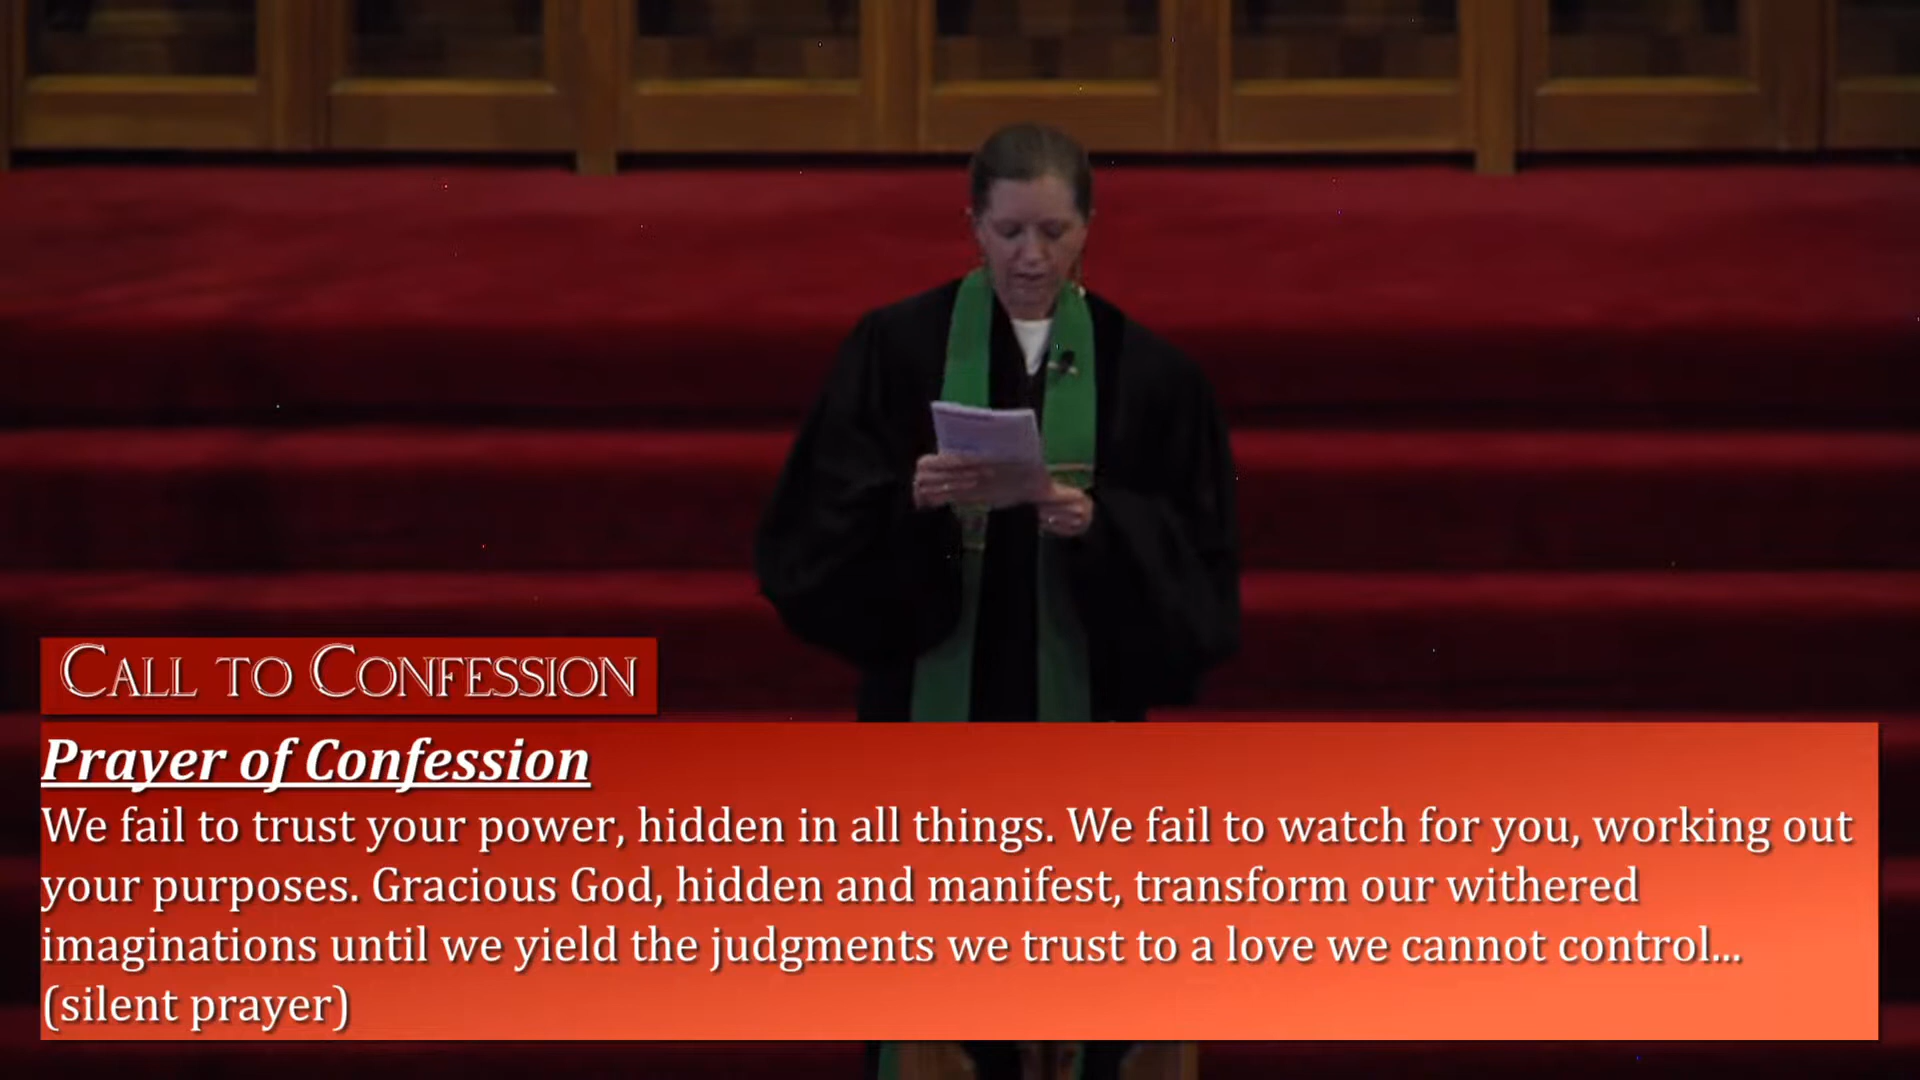 CALL TO CONFESSION
Prayer of Confession
We fail to trust your power, hidden in all things. We fail to watch for you, working out
your purposes. Gracious God, hidden and manifest, transform our withered
imaginations until we yield the judgments we trust to a love we cannot control...
(silent prayer)